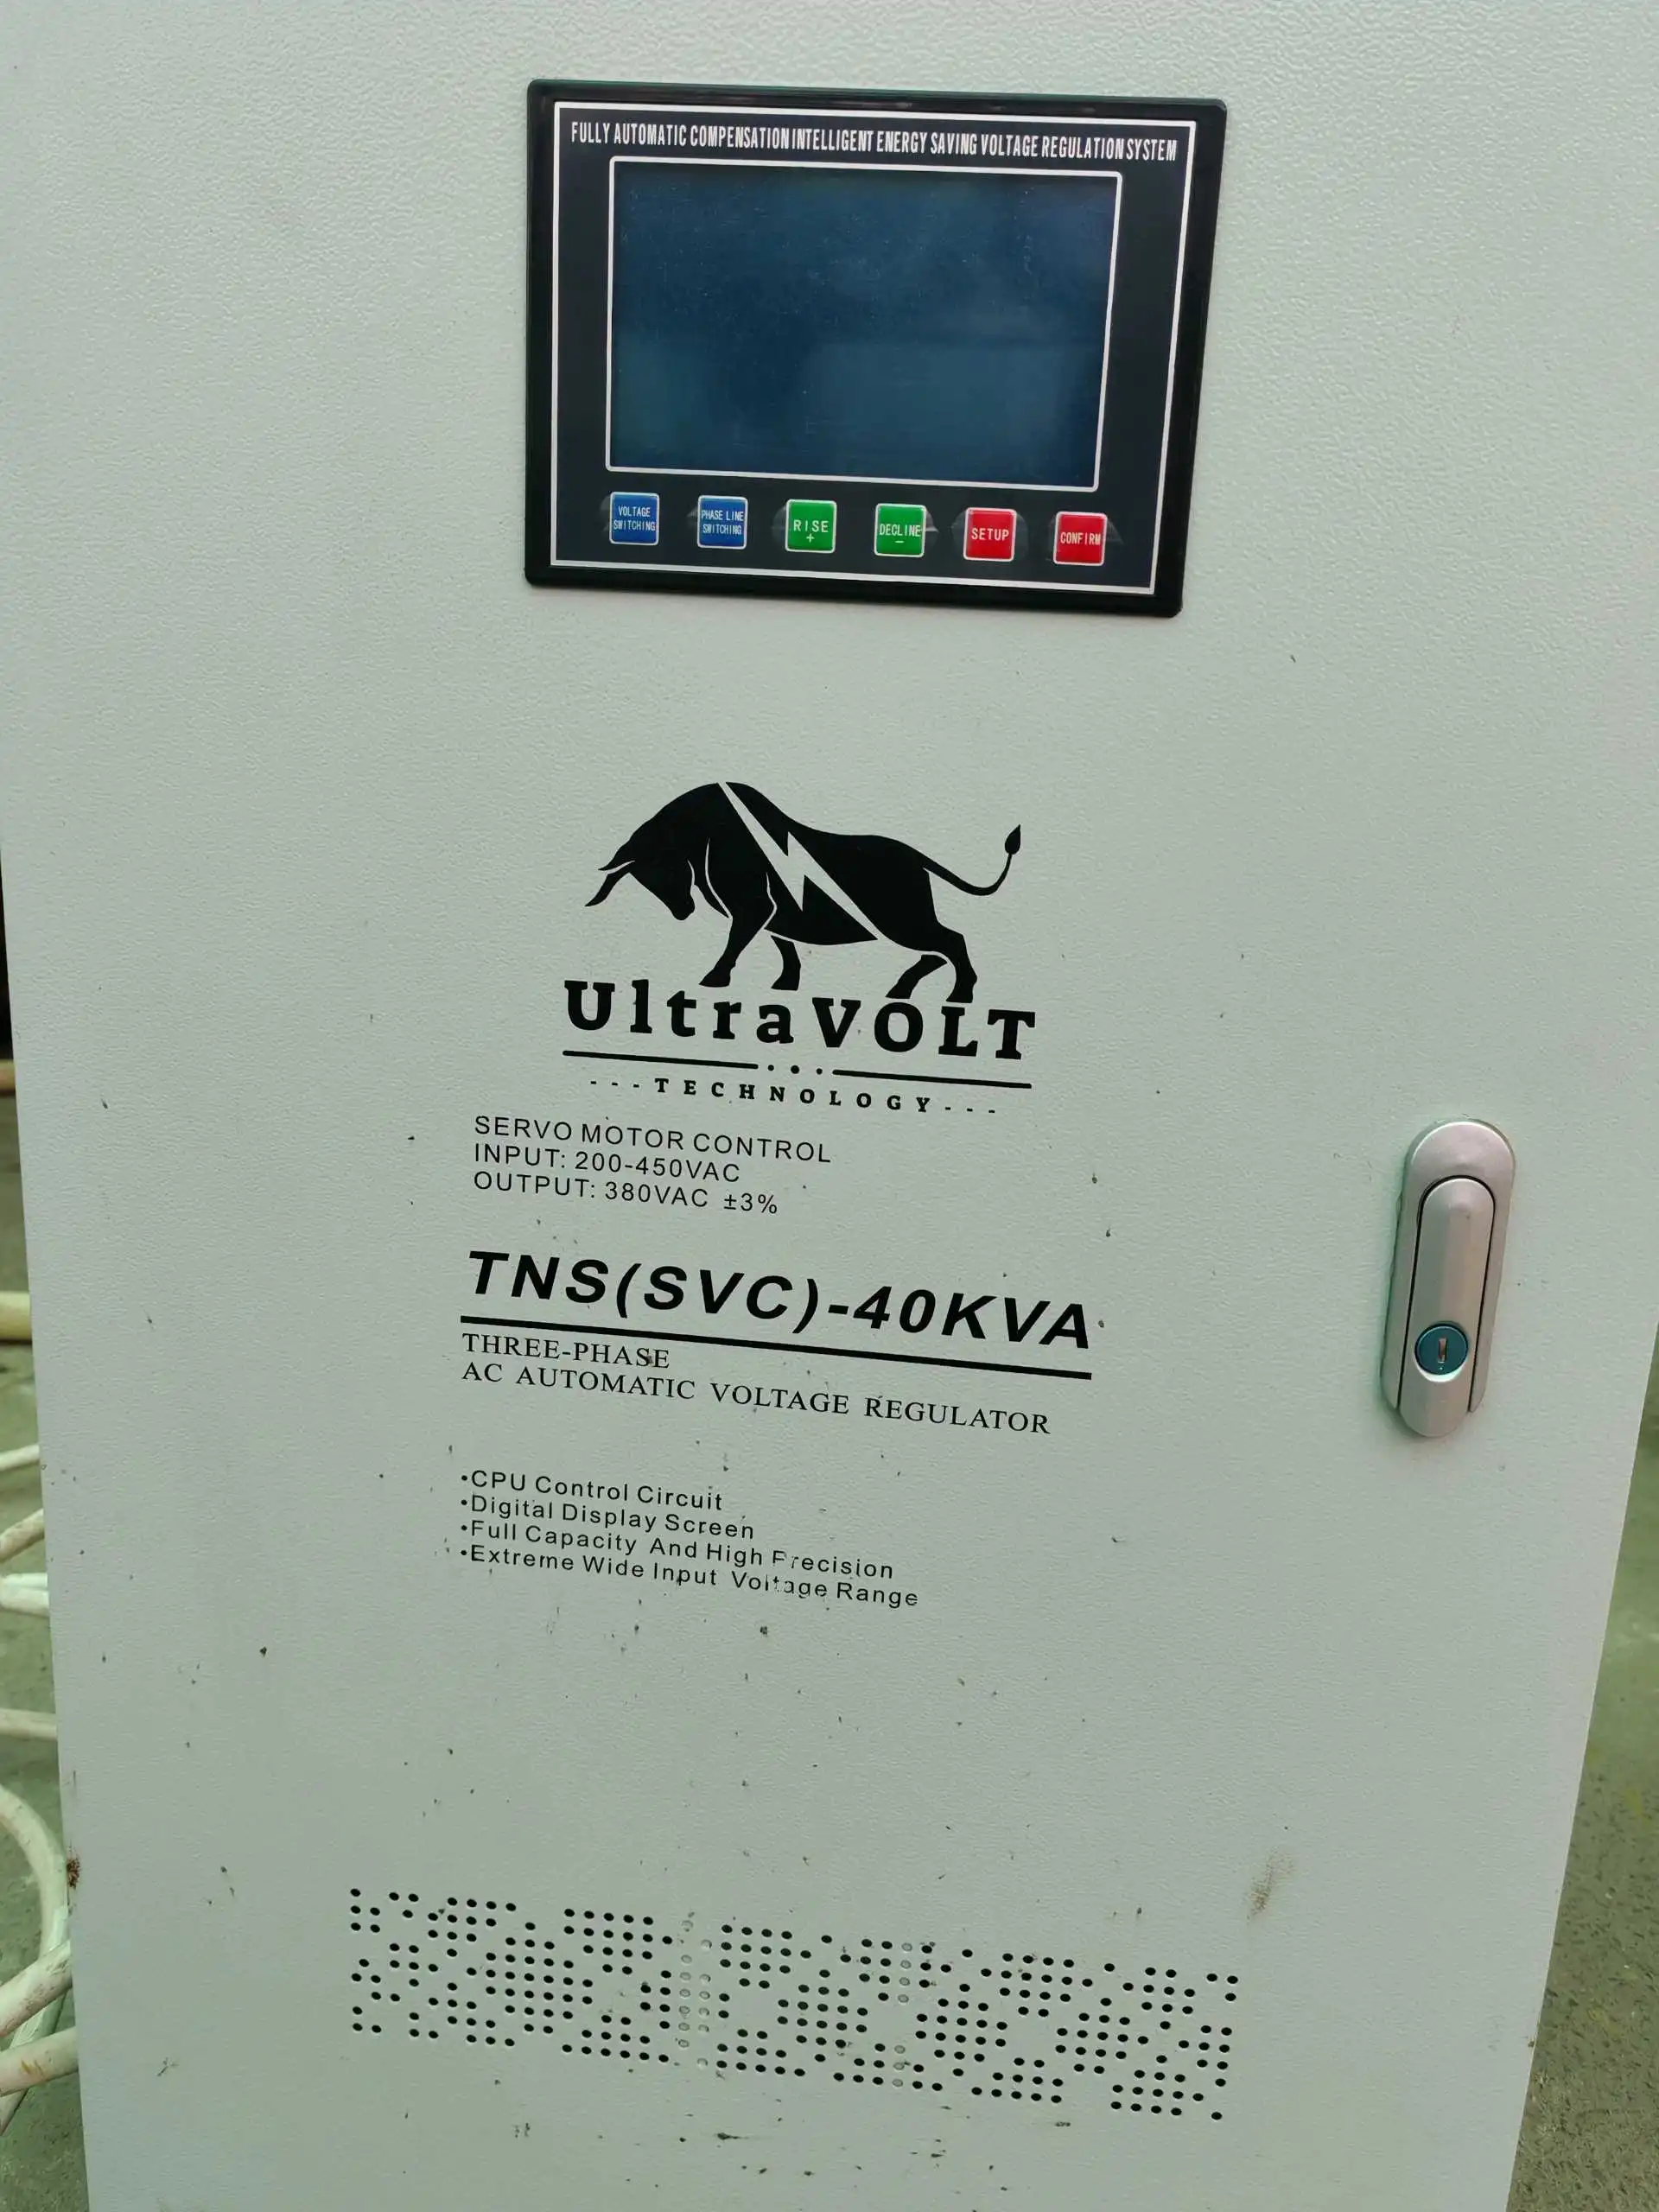 FULLY AUTOMATIC COMPENSATION INTELLIGENT ENERGY SAVING VOLTAGE REGULATION SYSTEM
VOLTAGE SWITCHING
PHASE LINE SWITCHING
RISE +
DECLINE -
SETUP
CONFIRM
UltraVOLT
---TECHNOLOGY---
SERVO MOTOR CONTROL
INPUT: 200-450VAC
OUTPUT: 380VAC ±3%
TNS(SVC)-40KVA
THREE-PHASE
AC AUTOMATIC VOLTAGE REGULATOR
•CPU Control Circuit
•Digital Display Screen
•Full Capacity And High Precision
•Extreme Wide Input Voltage Range